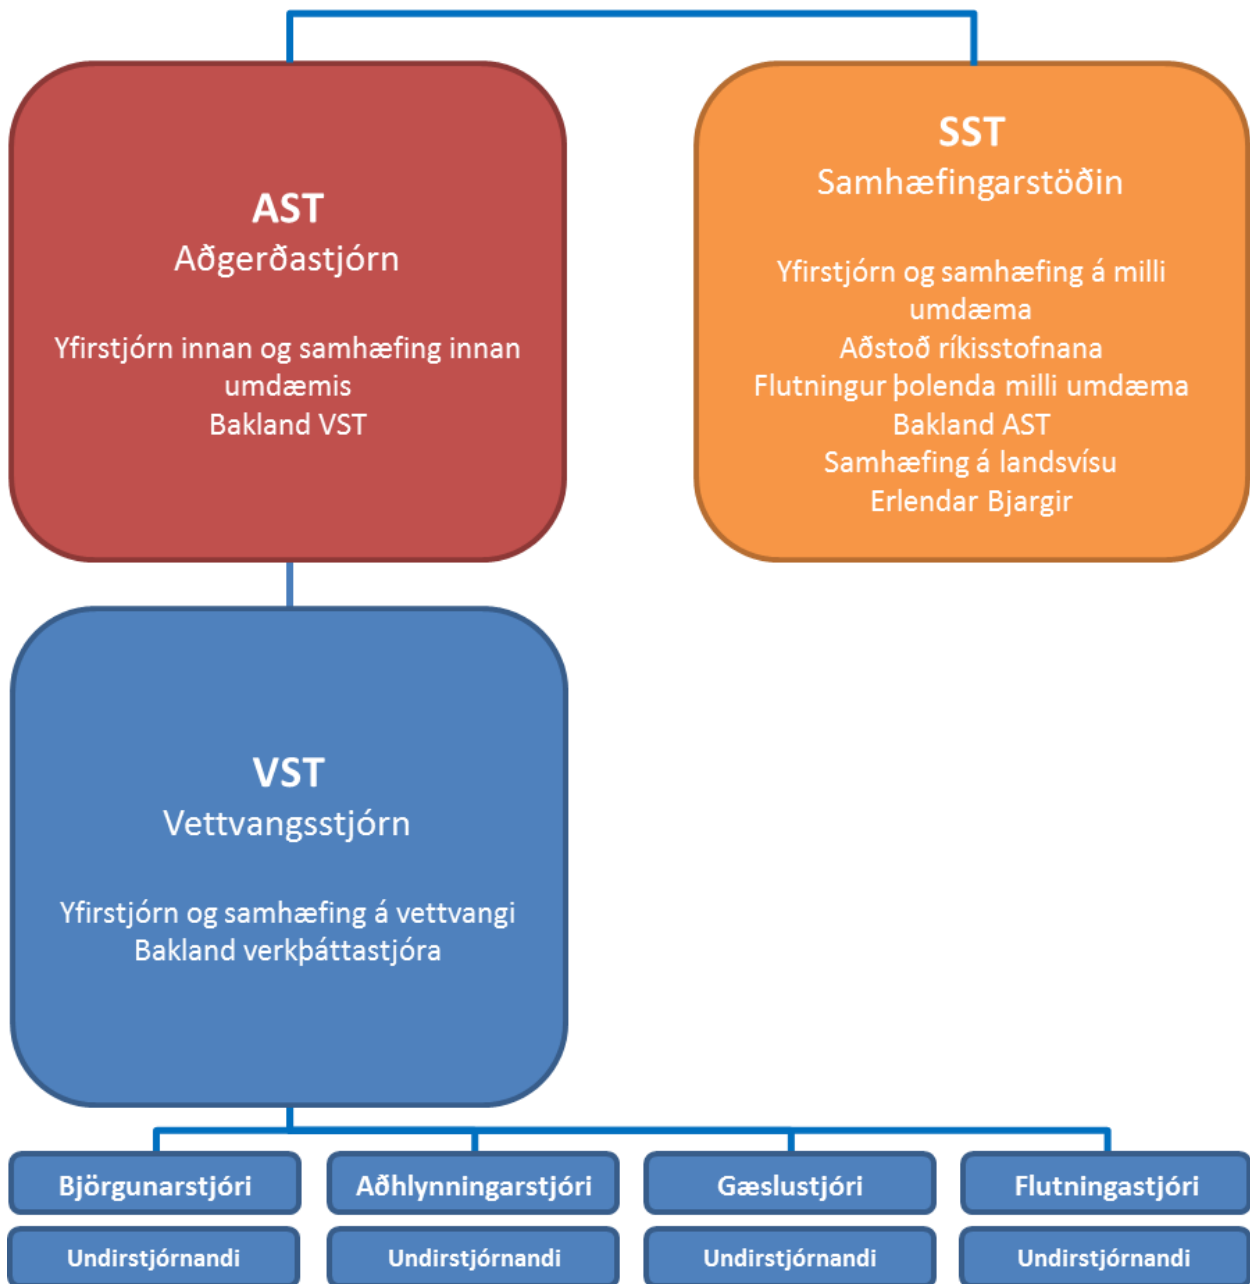 AST
Aðgerðastjórn
Yfirstjórn innan og samhæfing innan
umdæmis
Bakland VST
SST
Samhæfingarstöðin
Yfirstjórn og samhæfing á milli
umdæma
Aðstoð ríkisstofnana
Flutningur þolenda milli umdæma
Bakland AST
Samhæfing á landsvísu
Erlendar Bjargir
VST
Vettvangsstjórn
Yfirstjórn og samhæfing á vettvangi
Bakland verkþáttastjóra
Björgunarstjóri
Aðhlynningarstjóri
Gæslustjóri
Flutningastjóri
Undirstjórnandi
Undirstjórnandi
Undirstjórnandi
Undirstjórnandi